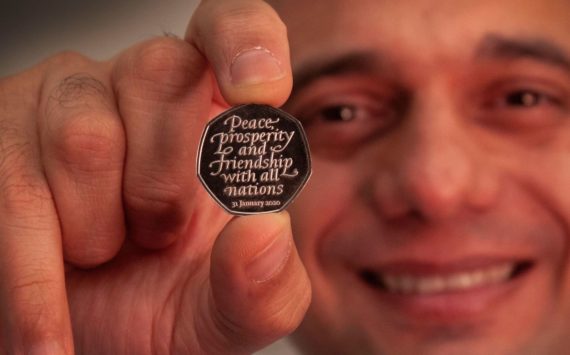 Peace,
prosperity
and
friendship
with all
nations
31 January 2020